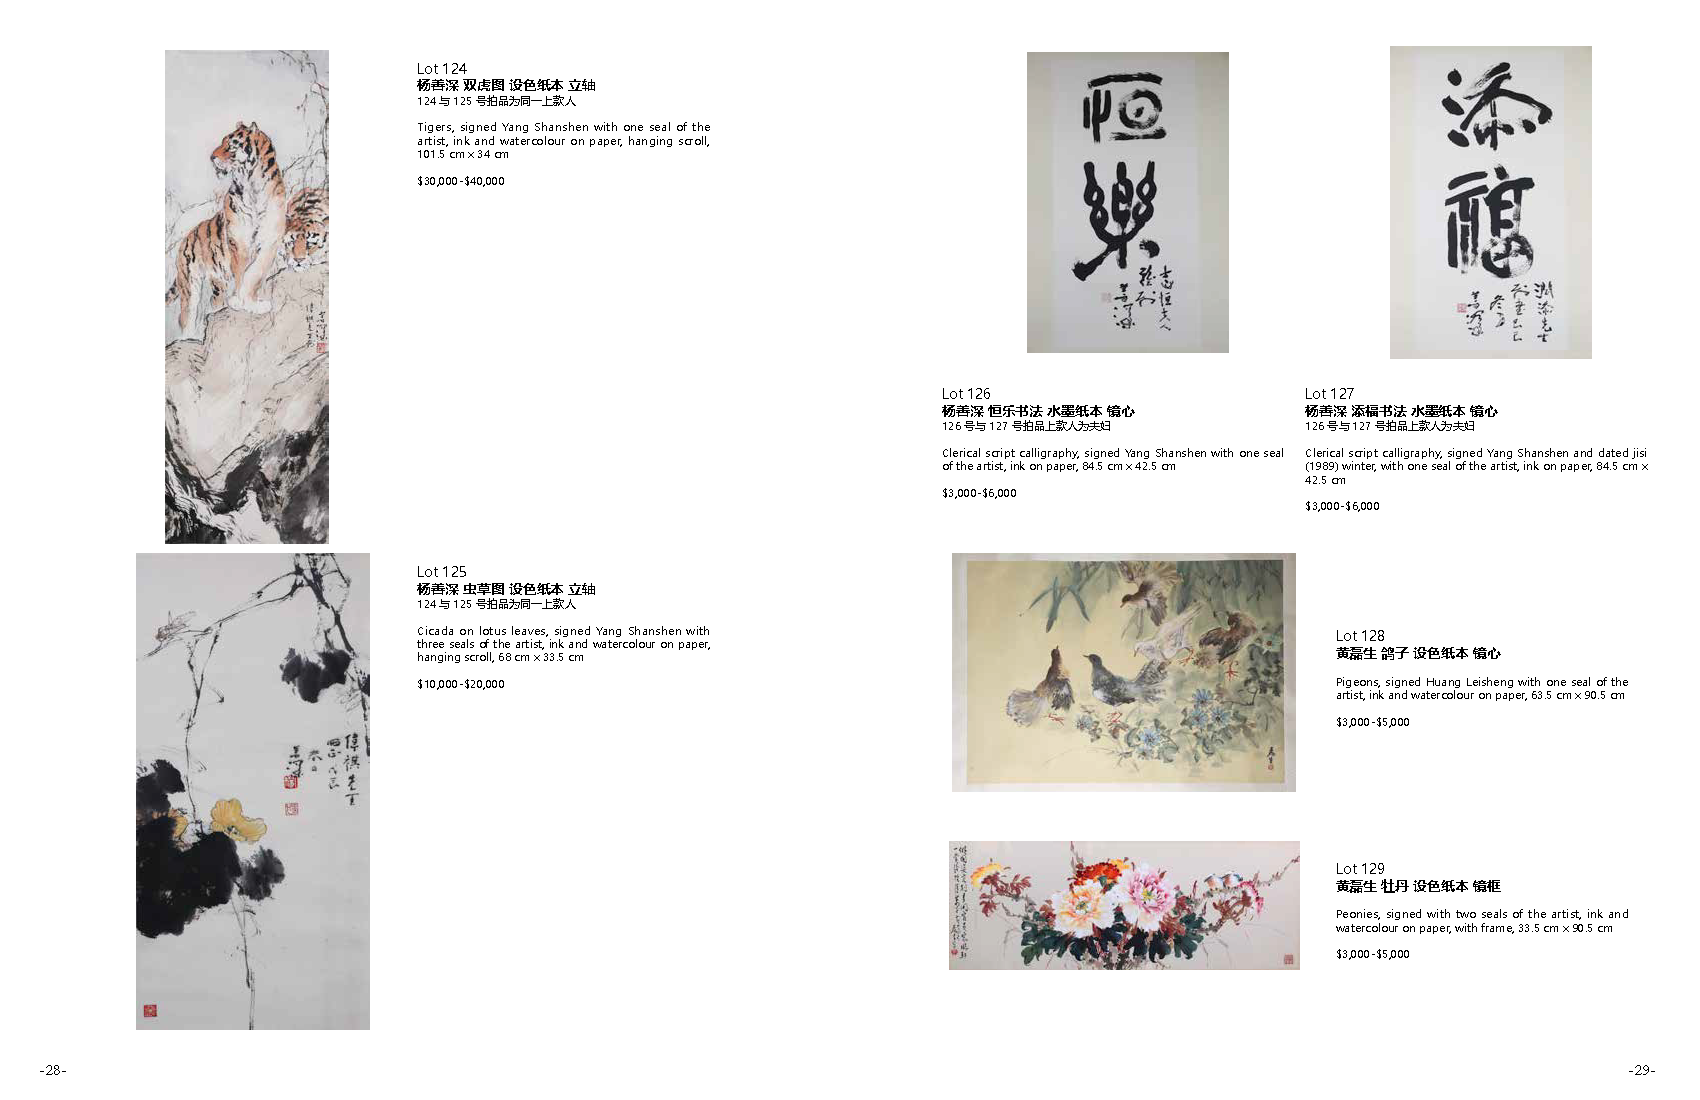 Lot 124
杨善深 双虎图 设色纸本 立轴
124 与 125 号拍品为同一上款人
Tigers, signed Yang Shanshen with one seal of the
artist, ink and watercolour on paper, hanging scroll,
101.5 cm x 34 cm
$30,000-$40,000
Lot 125
杨善深 虫草图 设色纸本 立轴
124 与 125 号拍品为同一上款人
Cicada on lotus leaves, signed Yang Shanshen with
three seals of the artist, ink and watercolour on paper,
hanging scroll, 68 cm x 33.5 cm
$10,000-$20,000
-28-
恒
樂
志恒夫人
善深
Lot 126
杨善深 恒乐书法 水墨纸本 镜心
126 号与 127 号拍品上款人为夫妇
Clerical script calligraphy, signed Yang Shanshen with one seal
of the artist, ink on paper, 84.5 cm x 42.5 cm
$3,000-$6,000
添
福
潤添先生
善深
Lot 127
杨善深 添福书法 水墨纸本 镜心
126 号与 127 号拍品上款人为夫妇
Clerical script calligraphy, signed Yang Shanshen and dated jisi
(1989) winter, with one seal of the artist, ink on paper, 84.5 cm x
42.5 cm
$3,000-$6,000
Lot 128
黄磊生 鸽子 设色纸本 镜心
Pigeons, signed Huang Leisheng with one seal of the
artist, ink and watercolour on paper, 63.5 cm x 90.5 cm
$3,000-$5,000
Lot 129
黄磊生 牡丹 设色纸本 镜框
Peonies, signed with two seals of the artist, ink and
watercolour on paper, with frame, 33.5 cm x 90.5 cm
$3,000-$5,000
-29-